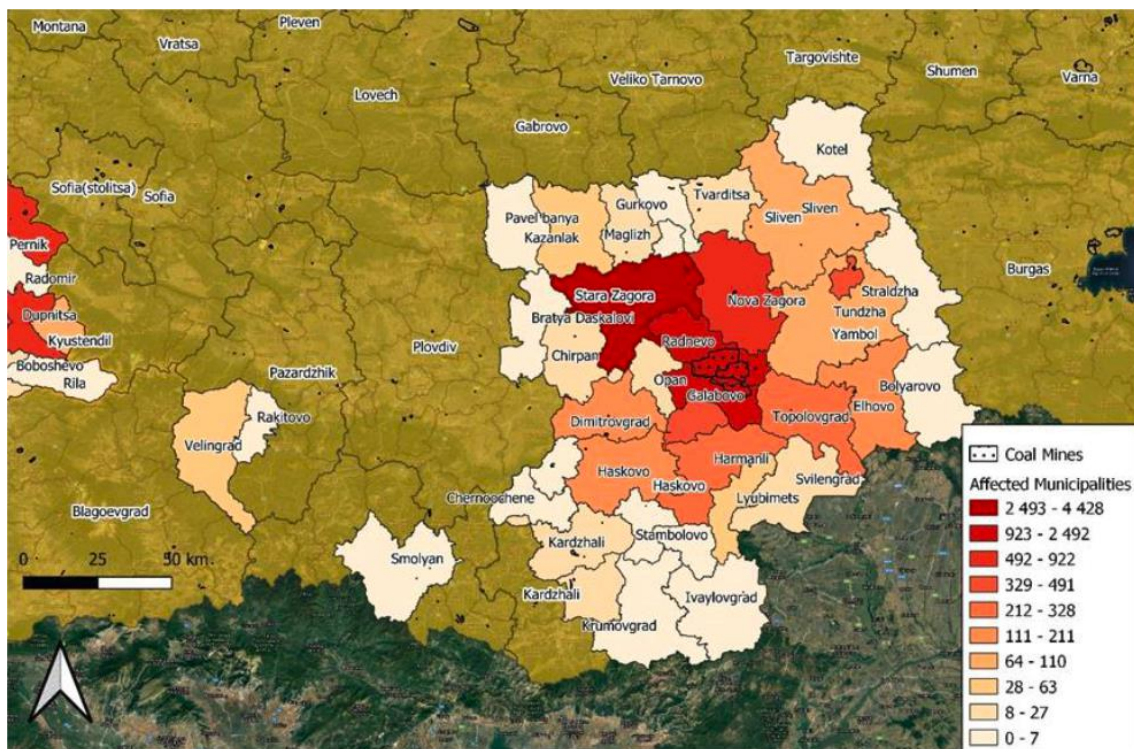 Montana
Vratsa
Pleven
Lovech
Veliko Tarnovo
Targovishte
Shumen
Varna
Gabrovo
Kotel
Sofia(stolitsa)
Sofia
Pavel banya
Kazanlak
Gurkovo
Maglizh
Tvarditsa
Sliven
Sliven
Pernik
Radomir
Burgas
Stara Zagora
Nova Zagora
Straldzha
Tundzha
Yambol
Dupnitsa
Kyustendil
Bratya Daskalovi
Radnevo
Plovdiv
Boboshevo
Rila
Pazardzhik
Chirpan
Opan
Galabovo
Bolyarovo
Elhovo
Topolovgrad
Dimitrovgrad
Rakitovo
Velingrad
Harmanli
Haskovo
Haskovo
Svilengrad
Lyubimets
Chernoochene
Blagoevgrad
Stambolovo
Kardzhali
Smolyan
Kardzhali
Ivaylovgrad
Krumovgrad
0 25 50 km
Coal Mines
Affected Municipalities
2 493 - 4 428
923 - 2 492
492 - 922
329 - 491
212 - 328
111 - 211
64 - 110
28 - 63
8 - 27
0 - 7